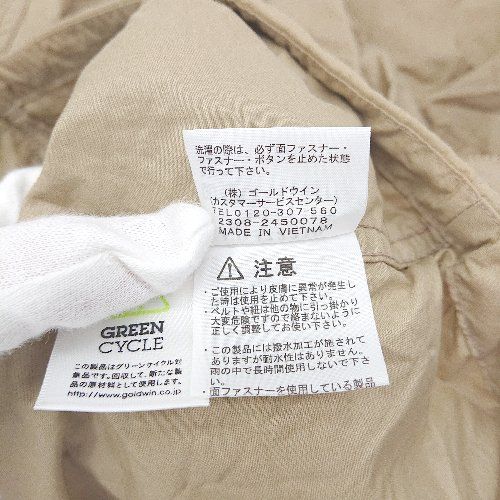 洗濯の際は、必ず面ファスナー・
ファスナー・ボタンを止めた状態
で行って下さい。
(株) ゴールドウイン
(カスタマーサービスセンター)
TEL0120-307-560
2308-2450078
MADE IN VIETNAM
注意
・ご使用により皮膚に異常が発生し
た時は使用を止めて下さい。
・ベルトや紐は他の物に引っ掛かり
大変危険ですので絡まないように
正しく調整してお使い下さい。
・この製品には撥水加工が施されて
ありますが耐水性はありません。
雨の中で長時間使用しないで下さ
い。
・面ファスナーを使用している製品
GREEN
CYCLE
この製品はグリーンサイクル対
象品です。回収して、新たな製
品の原材料として使用します。
http://www.goldwin.co.jp